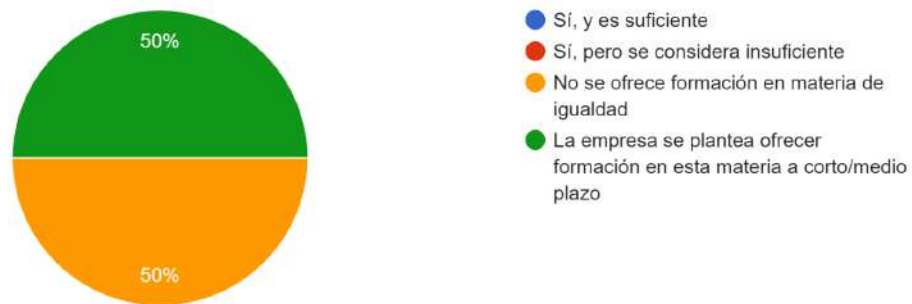 50%
50%
Sí, y es suficiente
Sí, pero se considera insuficiente
No se ofrece formación en materia de
igualdad
La empresa se plantea ofrecer
formación en esta materia a corto/medio
plazo